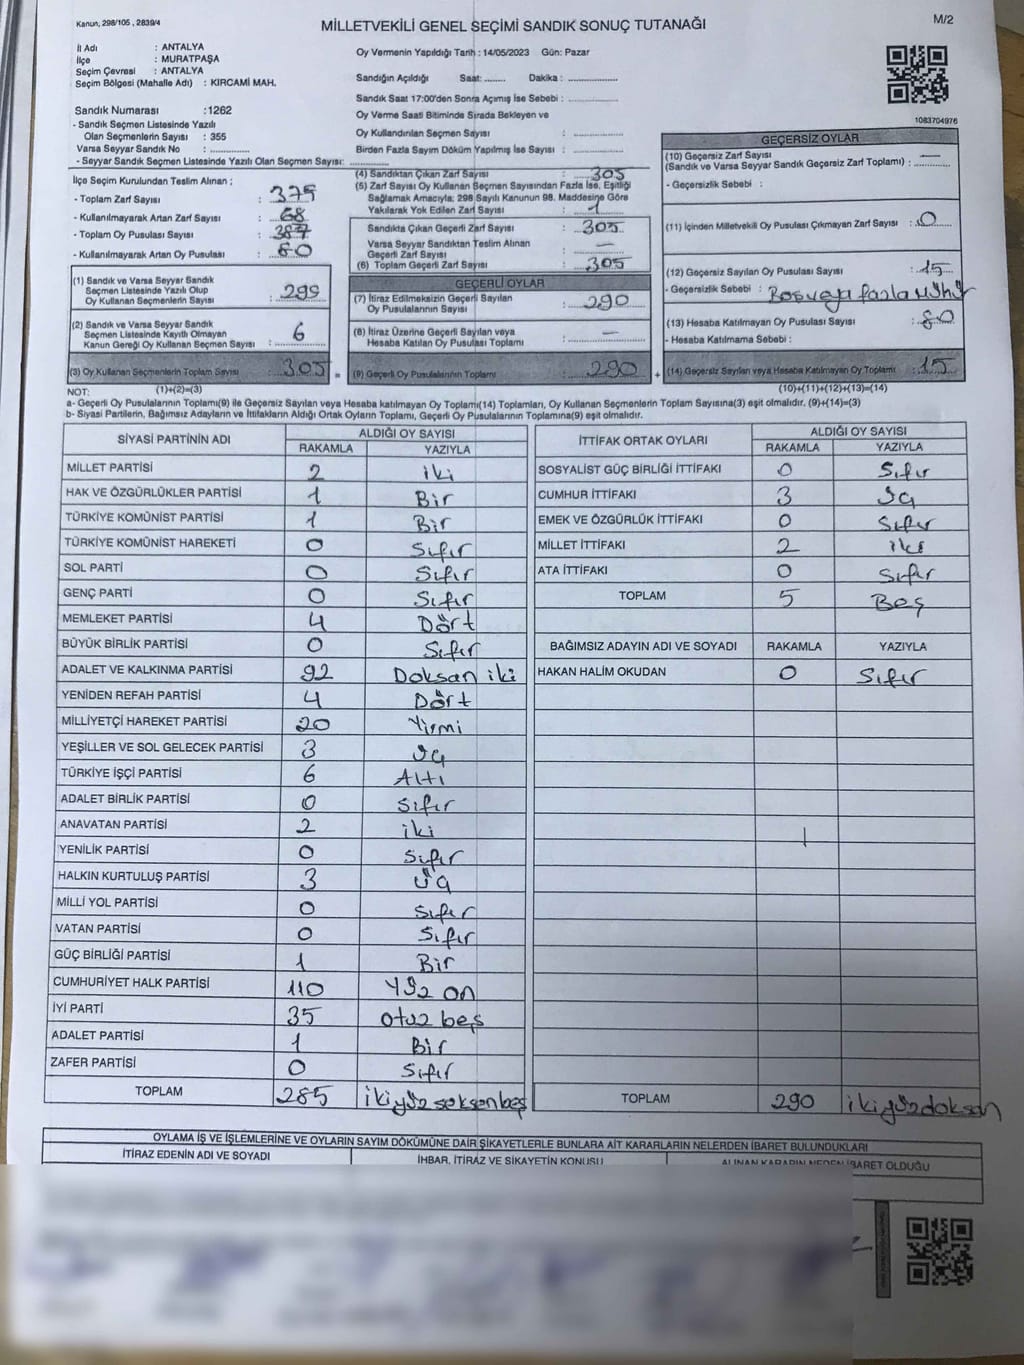 Kanun, 298/105 , 2839/4
MİLLETVEKİLİ GENEL SEÇİMİ SANDIK SONUÇ TUTANAĞI
M/2
İl Adı : ANTALYA
İlçe : MURATPAŞA
Seçim Çevresi : ANTALYA
Seçim Bölgesi (Mahalle Adı) : KIRCAMİ MAH.
Sandık Numarası :1262
- Sandık Seçmen Listesinde Yazılı
Olan Seçmenlerin Sayısı : 355
Varsa Seyyar Sandık No : ................
- Seyyar Sandık Seçmen Listesinde Yazılı Olan Seçmen Sayısı: ............
Oy Vermenin Yapıldığı Tarih : 14/05/2023 Gün: Pazar
Sandığın Açıldığı Saat: ........ Dakika : ................
Sandık Saat 17:00'den Sonra Açmış İse Sebebi : ................
Oy Verme Saati Bitiminde Sırada Bekleyen ve
Oy Kullandırılan Seçmen Sayısı : ................
Birden Fazla Sayım Döküm Yapılmış İse Sayısı : ................
1083704976
İlçe Seçim Kurulundan Teslim Alınan ;
- Toplam Zarf Sayısı : 375
- Kullanılmayarak Artan Zarf Sayısı : 68
- Toplam Oy Pusulası Sayısı : 387
- Kullanılmayarak Artan Oy Pusulası : 60
(1) Sandık ve Varsa Seyyar Sandık
Seçmen Listesinde Yazılı Olup
Oy Kullanan Seçmenlerin Sayısı : 299
(2) Sandık ve Varsa Seyyar Sandık
Seçmen Listesinde Kayıtlı Olmayan
Kanun Gereği Oy Kullanan Seçmen Sayısı : 6
(3) Oy Kullanan Seçmenlerin Toplam Sayısı : 305 =
(1)+(2)=(3)
(4) Sandıktan Çıkan Zarf Sayısı : 305
(5) Zarf Sayısı Oy Kullanan Seçmen Sayısından Fazla İse, Eşitliği
Sağlamak Amacıyla; 298 Sayılı Kanunun 98. Maddesine Göre
Yakılarak Yok Edilen Zarf Sayısı : 1
Sandıkta Çıkan Geçerli Zarf Sayısı : 305
Varsa Seyyar Sandıktan Teslim Alınan
Geçerli Zarf Sayısı : —
(6) Toplam Geçerli Zarf Sayısı : 305
GEÇERLİ OYLAR
(7) İtiraz Edilmeksizin Geçerli Sayılan
Oy Pusulalarının Sayısı : 290
(8) İtiraz Üzerine Geçerli Sayılan veya
Hesaba Katılan Oy Pusulası Toplamı : —
(9) Geçerli Oy Pusulalarının Toplamı : 290 +
GEÇERSİZ OYLAR
(10) Geçersiz Zarf Sayısı —
(Sandık ve Varsa Seyyar Sandık Geçersiz Zarf Toplamı) : ............
- Geçersizlik Sebebi :
(11) İçinden Milletvekili Oy Pusulası Çıkmayan Zarf Sayısı : 0
(12) Geçersiz Sayılan Oy Pusulası Sayısı : 15
- Geçersizlik Sebebi : fazla mühür
(13) Hesaba Katılmayan Oy Pusulası Sayısı : 80
- Hesaba Katılmama Sebebi :
(14) Geçersiz Sayılan veya Hesaba Katılmayan Oy Toplamı : 15
(10)+(11)+(12)+(13)=(14)
NOT:
a- Geçerli Oy Pusulalarının Toplamı(9) ile Geçersiz Sayılan veya Hesaba katılmayan Oy Toplamı(14) Toplamları, Oy Kullanan Seçmenlerin Toplam Sayısına(3) eşit olmalıdır. (9)+(14)=(3)
b- Siyasi Partilerin, Bağımsız Adayların ve İttifakların Aldığı Ortak Oyların Toplamı, Geçerli Oy Pusulalarının Toplamına(9) eşit olmalıdır.
SİYASİ PARTİNİN ADI ALDIĞI OY SAYISI
RAKAMLA YAZIYLA
MİLLET PARTİSİ 2 iki
HAK VE ÖZGÜRLÜKLER PARTİSİ 1 Bir
TÜRKİYE KOMÜNİST PARTİSİ 1 Bir
TÜRKİYE KOMÜNİST HAREKETİ 0 Sıfır
SOL PARTİ 0 Sıfır
GENÇ PARTİ 0 Sıfır
MEMLEKET PARTİSİ 4 Dört
BÜYÜK BİRLİK PARTİSİ 0 Sıfır
ADALET VE KALKINMA PARTİSİ 92 Doksan iki
YENİDEN REFAH PARTİSİ 4 Dört
MİLLİYETÇİ HAREKET PARTİSİ 20 Yirmi
YEŞİLLER VE SOL GELECEK PARTİSİ 3 Üç
TÜRKİYE İŞÇİ PARTİSİ 6 Altı
ADALET BİRLİK PARTİSİ 0 Sıfır
ANAVATAN PARTİSİ 2 iki
YENİLİK PARTİSİ 0 Sıfır
HALKIN KURTULUŞ PARTİSİ 3 Üç
MİLLİ YOL PARTİSİ 0 Sıfır
VATAN PARTİSİ 0 Sıfır
GÜÇ BİRLİĞİ PARTİSİ 1 Bir
CUMHURİYET HALK PARTİSİ 110 Yüz on
İYİ PARTİ 35 otuz beş
ADALET PARTİSİ 1 Bir
ZAFER PARTİSİ 0 Sıfır
TOPLAM 285 ikiyüz seksenbeş
İTTİFAK ORTAK OYLARI ALDIĞI OY SAYISI
RAKAMLA YAZIYLA
SOSYALİST GÜÇ BİRLİĞİ İTTİFAKI 0 Sıfır
CUMHUR İTTİFAKI 3 Üç
EMEK VE ÖZGÜRLÜK İTTİFAKI 0 Sıfır
MİLLET İTTİFAKI 2 iki
ATA İTTİFAKI 0 Sıfır
TOPLAM 5 Beş
BAĞIMSIZ ADAYIN ADI VE SOYADI RAKAMLA YAZIYLA
HAKAN HALİM OKUDAN 0 Sıfır
TOPLAM 290 ikiyüzdoksan
OYLAMA İŞ VE İŞLEMLERİNE VE OYLARIN SAYIM DÖKÜMÜNE DAİR ŞİKAYETLERLE BUNLARA AİT KARARLARIN NELERDEN İBARET BULUNDUKLARI
İTİRAZ EDENİN ADI VE SOYADI İHBAR, İTİRAZ VE ŞİKAYETİN KONUSU ALINAN KARARIN NEDEN İBARET OLDUĞU